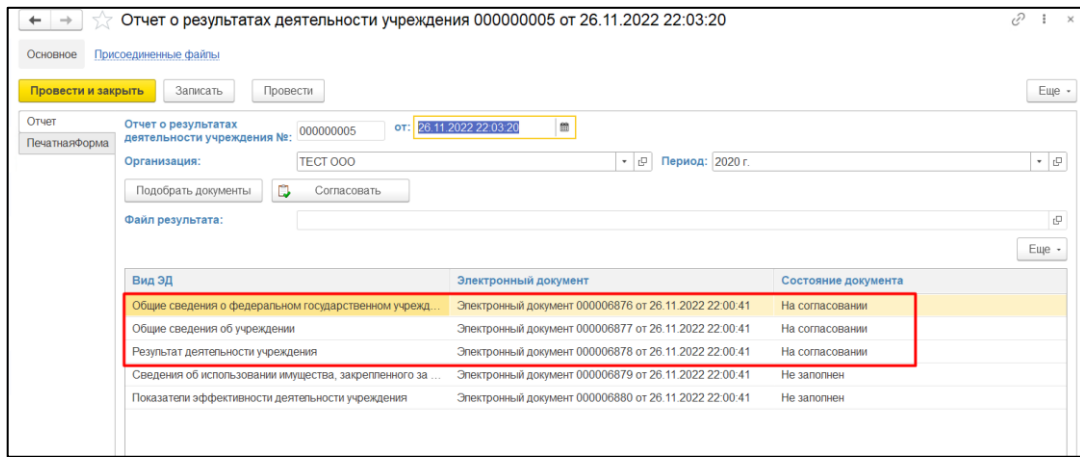 Отчет о результатах деятельности учреждения 000000005 от 26.11.2022 22:03:20
Основное Присоединенные файлы
Провести и закрыть Записать Провести Еще
Отчет
ПечатнаяФорма
Отчет о результатах
деятельности учреждения №: 000000005 от: 26.11.2022 22:03:20
Организация: ТЕСТ ООО Период: 2020 г.
Подобрать документы Согласовать
Файл результата:
Еще
Вид ЭД Электронный документ Состояние документа
Общие сведения о федеральном государственном учрежд... Электронный документ 000006876 от 26.11.2022 22:00:41 На согласовании
Общие сведения об учреждении Электронный документ 000006877 от 26.11.2022 22:00:41 На согласовании
Результат деятельности учреждения Электронный документ 000006878 от 26.11.2022 22:00:41 На согласовании
Сведения об использовании имущества, закрепленного за ... Электронный документ 000006879 от 26.11.2022 22:00:41 Не заполнен
Показатели эффективности деятельности учреждения Электронный документ 000006880 от 26.11.2022 22:00:41 Не заполнен